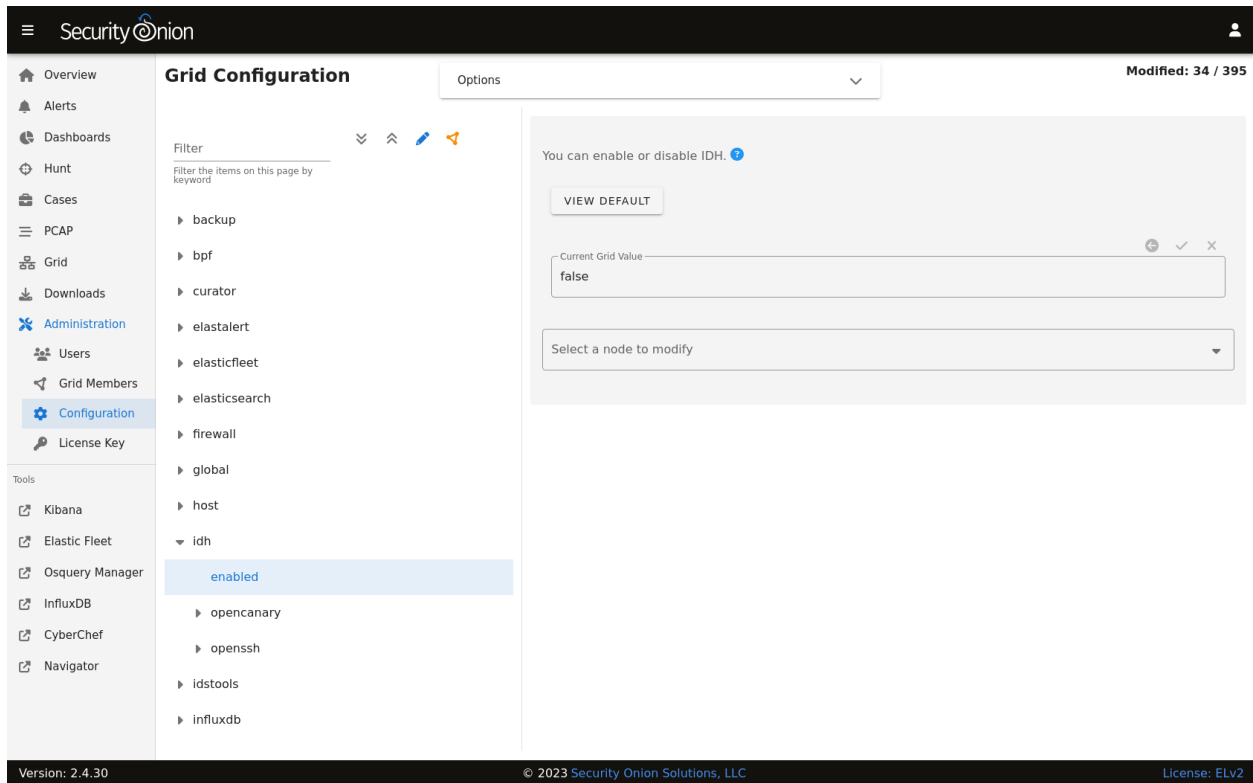 Security Onion
Overview
Alerts
Dashboards
Hunt
Cases
PCAP
Grid
Downloads
Administration
Users
Grid Members
Configuration
License Key
Tools
Kibana
Elastic Fleet
Osquery Manager
InfluxDB
CyberChef
Navigator
Grid Configuration
Options
Modified: 34 / 395
Filter
Filter the items on this page by
keyword
backup
bpf
curator
elastalert
elasticfleet
elasticsearch
firewall
global
host
idh
enabled
opencanary
openssh
idstools
influxdb
You can enable or disable IDH.
VIEW DEFAULT
Current Grid Value
false
Select a node to modify
Version: 2.4.30
© 2023 Security Onion Solutions, LLC
License: ELv2